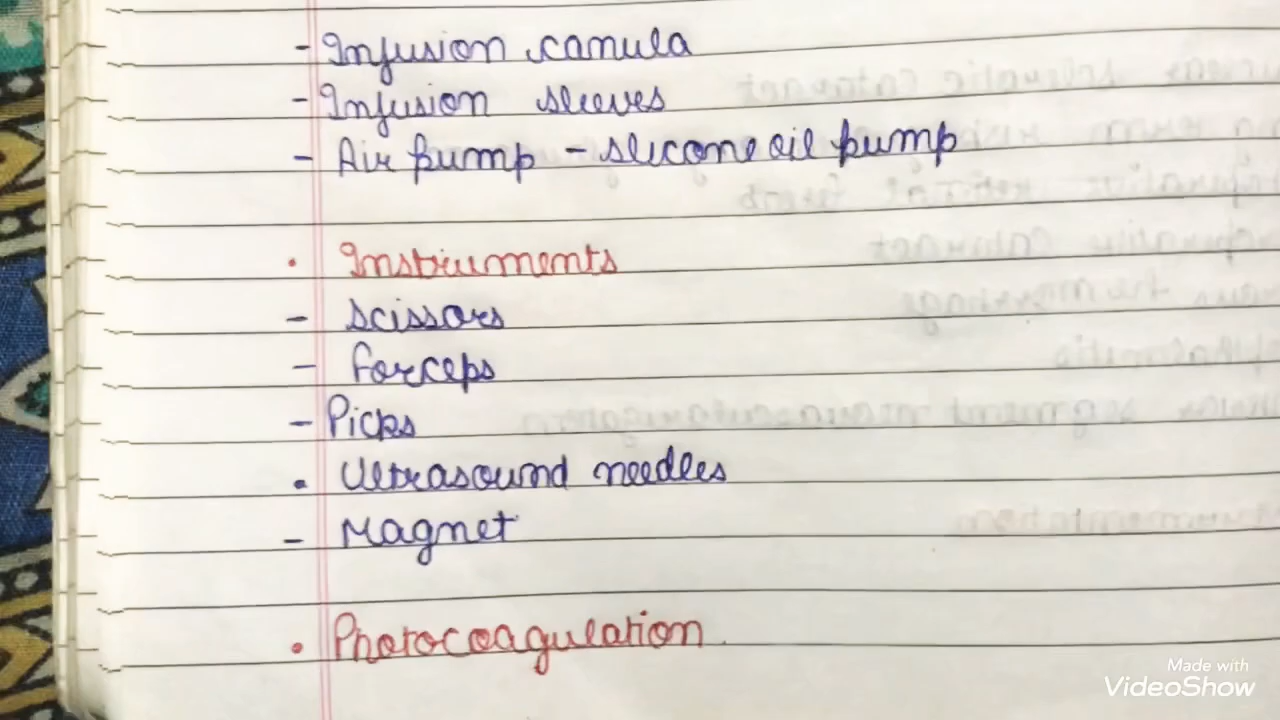 - Infusion canula
- Infusion sleeves
- Air pump - slicone oil pump
• Instruments
- Scissors
- forceps
- Picks
• Ultrasound needles
- Magnet
• Photocoagulation
Made with
VideoShow